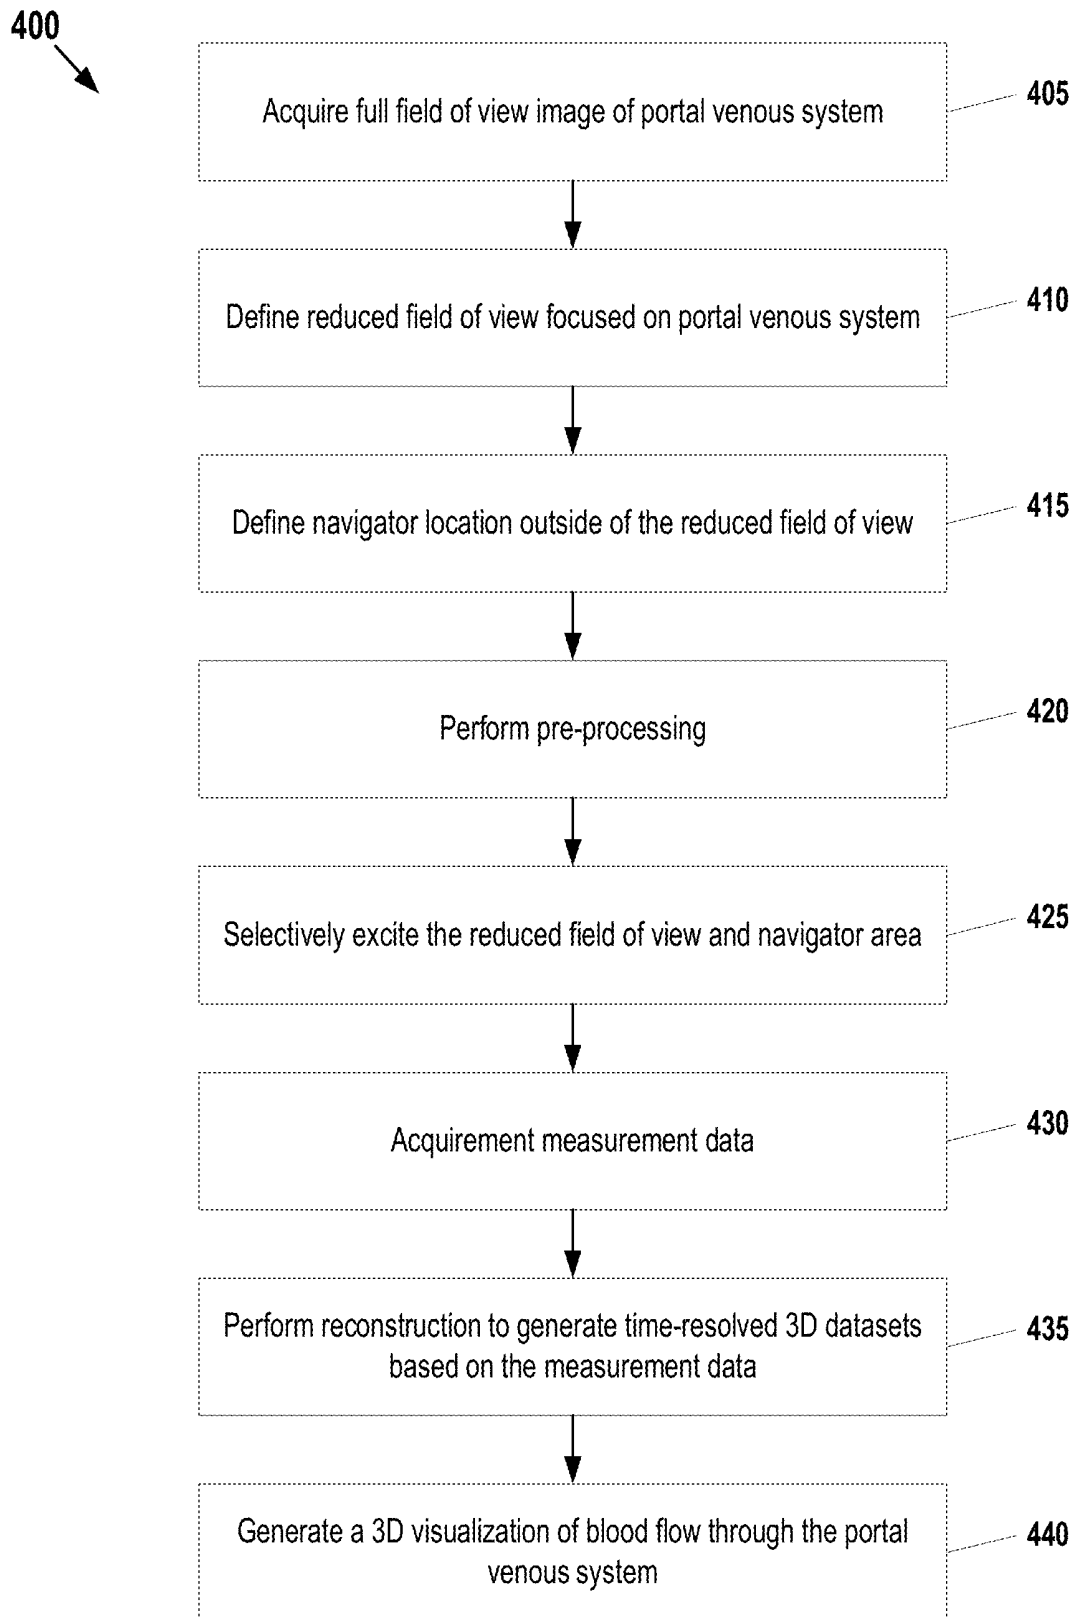 400
Acquire full field of view image of portal venous system
405
Define reduced field of view focused on portal venous system
410
Define navigator location outside of the reduced field of view
415
Perform pre-processing
420
Selectively excite the reduced field of view and navigator area
425
Acquirement measurement data
430
Perform reconstruction to generate time-resolved 3D datasets
based on the measurement data
435
Generate a 3D visualization of blood flow through the portal
venous system
440